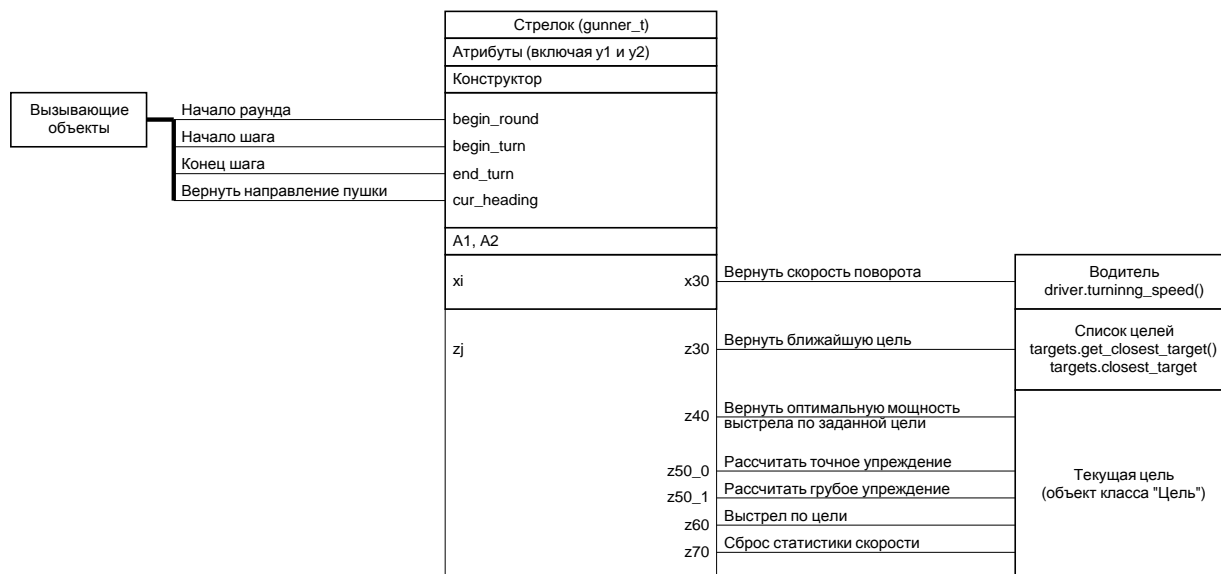 Стрелок (gunner_t)
Атрибуты (включая y1 и y2)
Конструктор
Вызывающие
объекты
Начало раунда
begin_round
Начало шага
begin_turn
Конец шага
end_turn
Вернуть направление пушки
cur_heading
A1, A2
xi
x30
Вернуть скорость поворота
Водитель
driver.turninng_speed()
zj
z30
Вернуть ближайшую цель
Список целей
targets.get_closest_target()
targets.closest_target
z40
Вернуть оптимальную мощность
выстрела по заданной цели
z50_0
Рассчитать точное упреждение
z50_1
Рассчитать грубое упреждение
z60
Выстрел по цели
z70
Сброс статистики скорости
Текущая цель
(объект класса "Цель")